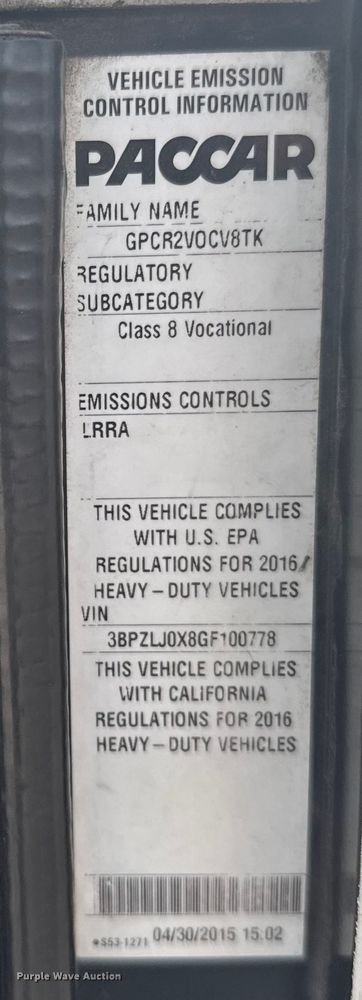 VEHICLE EMISSION
CONTROL INFORMATION
PACCAR
FAMILY NAME
GPCR2VOCV8TK
REGULATORY
SUBCATEGORY
Class 8 Vocational
EMISSIONS CONTROLS
LRRA
THIS VEHICLE COMPLIES
WITH U.S. EPA
REGULATIONS FOR 2016
HEAVY-DUTY VEHICLES
VIN
3BPZLJ0X8GF100778
THIS VEHICLE COMPLIES
WITH CALIFORNIA
REGULATIONS FOR 2016
HEAVY-DUTY VEHICLES
*S53-1271 04/30/2015 15:02
Purple Wave Auction